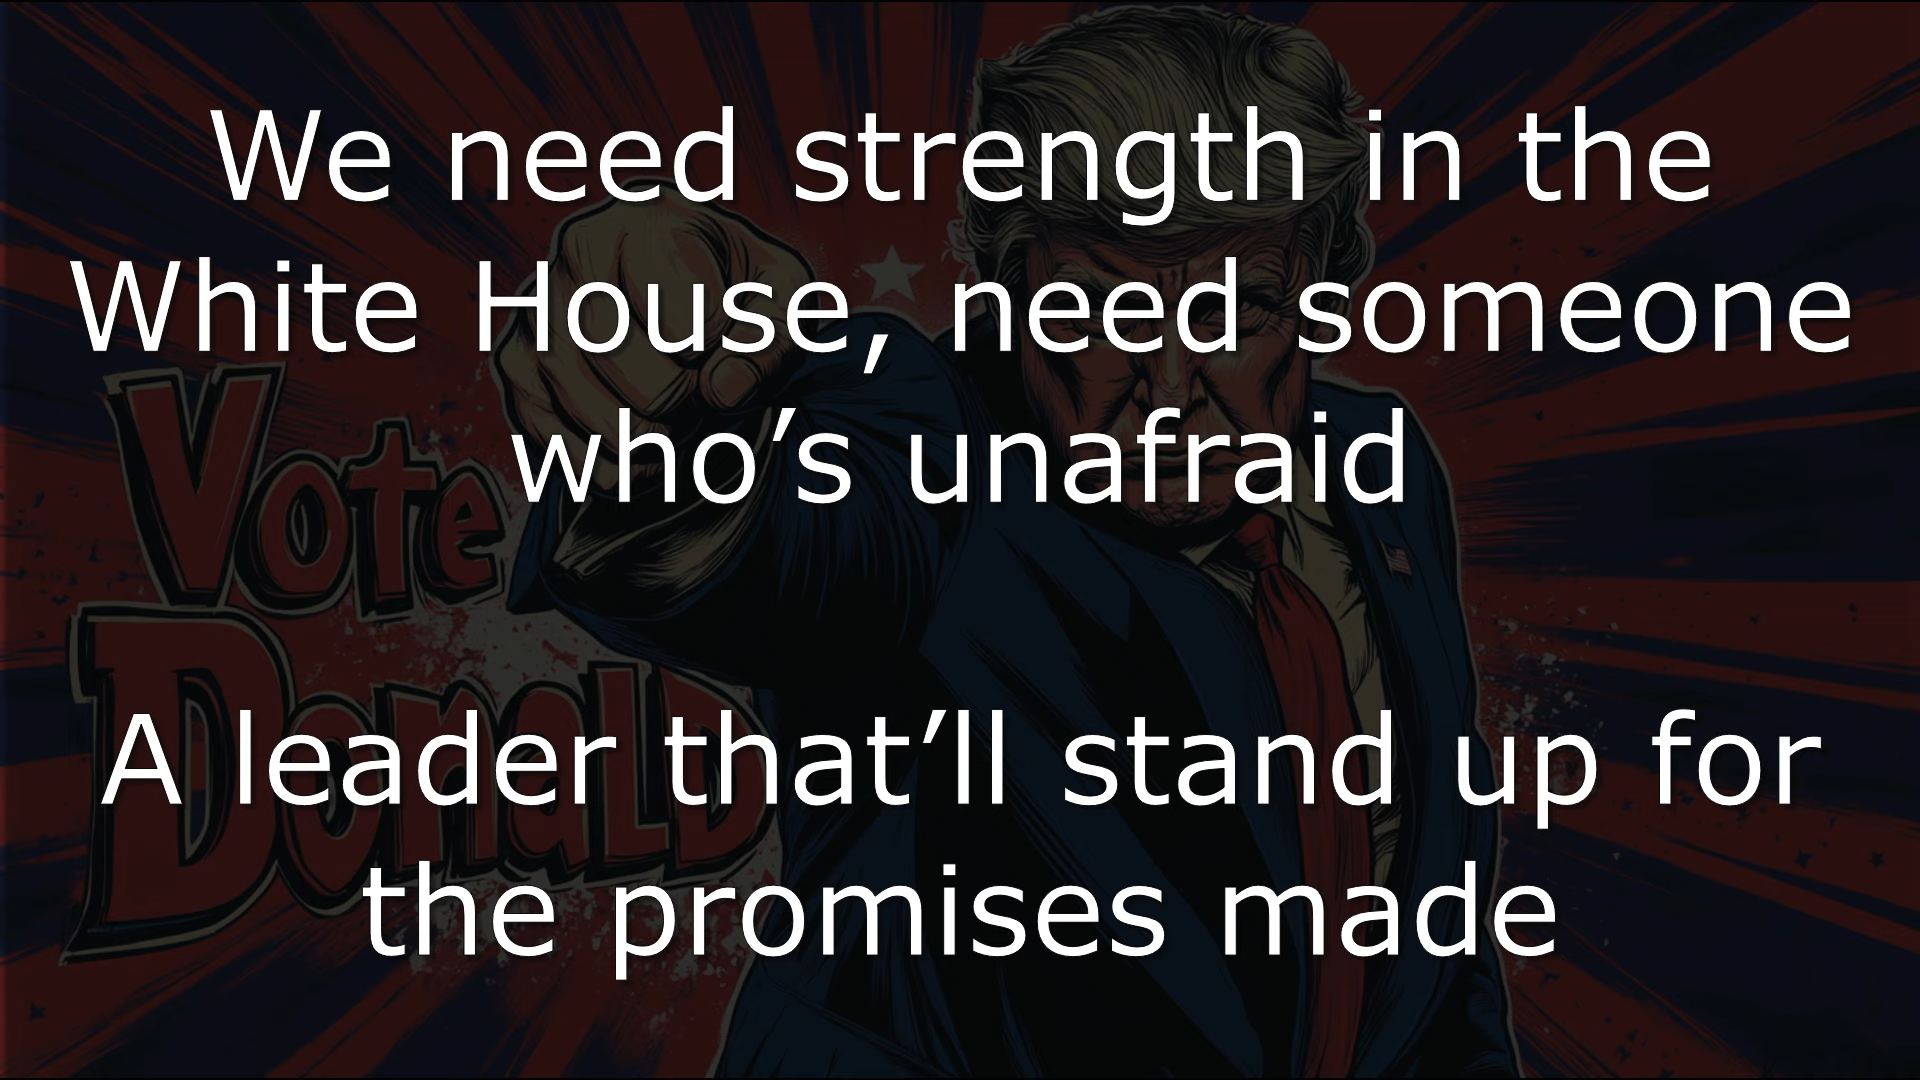 We need strength in the
White House, need someone
who’s unafraid
A leader that’ll stand up for
the promises made
Vote
Donald